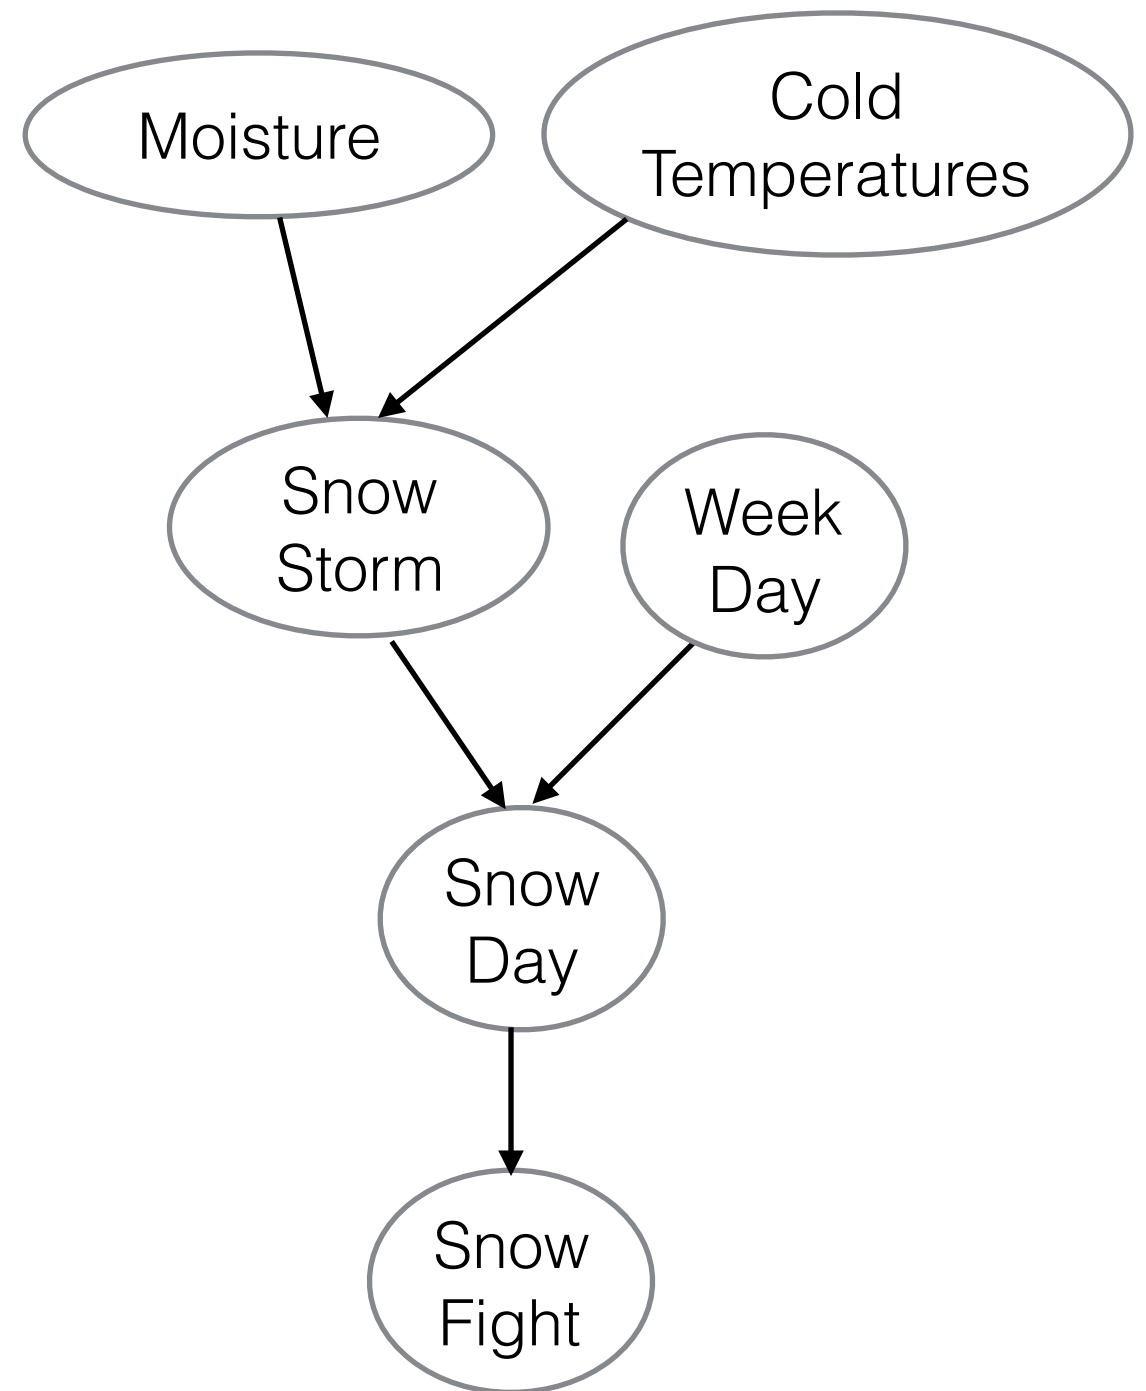 Moisture
Cold
Temperatures
Snow
Storm
Week
Day
Snow
Day
Snow
Fight